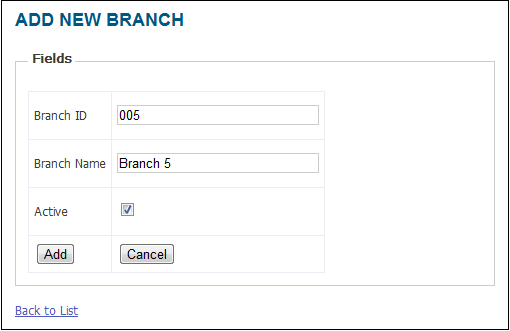 ADD NEW BRANCH
Fields
Branch ID 005
Branch Name Branch 5
Active
Add Cancel
Back to List